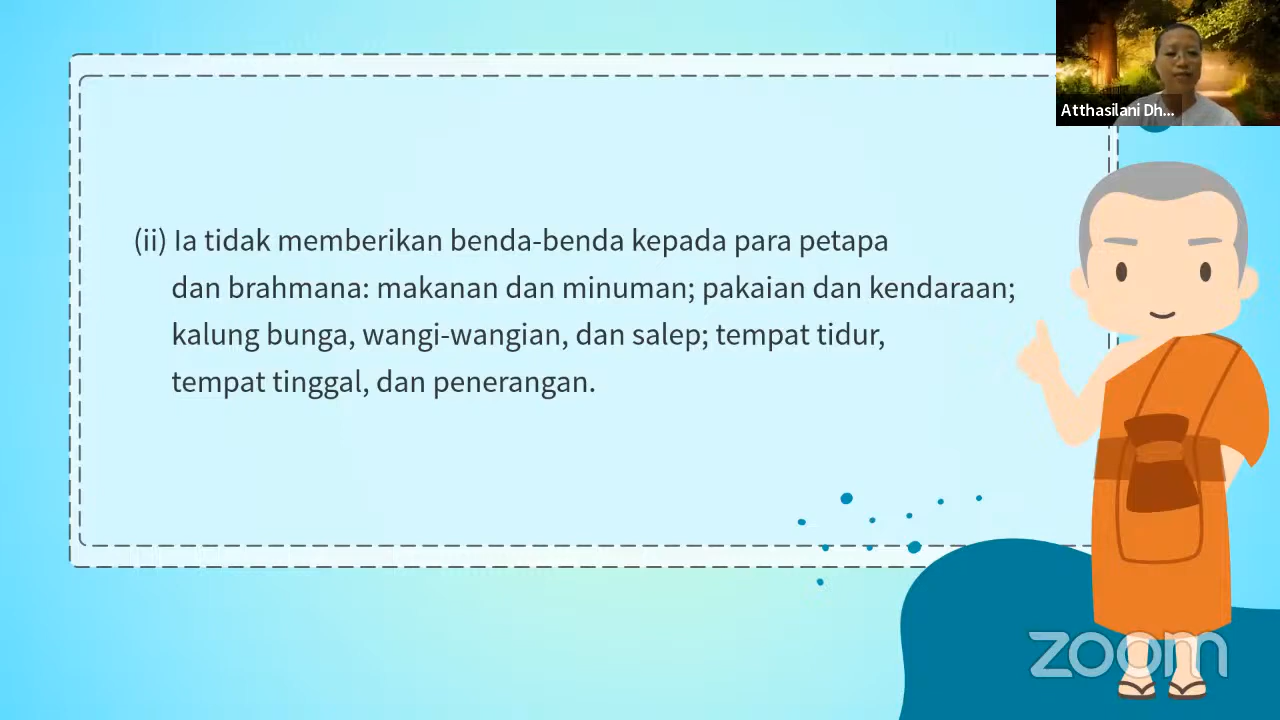 Atthasilani Dh...
(ii) Ia tidak memberikan benda-benda kepada para petapa
dan brahmana: makanan dan minuman; pakaian dan kendaraan;
kalung bunga, wangi-wangian, dan salep; tempat tidur,
tempat tinggal, dan penerangan.
zoom